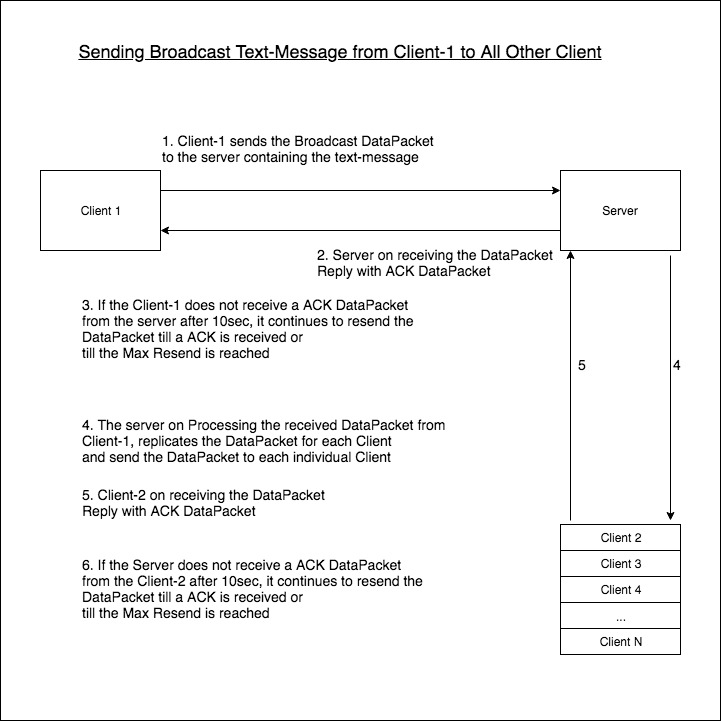 Sending Broadcast Text-Message from Client-1 to All Other Client
1. Client-1 sends the Broadcast DataPacket
to the server containing the text-message
Client 1
Server
2. Server on receiving the DataPacket
Reply with ACK DataPacket
3. If the Client-1 does not receive a ACK DataPacket
from the server after 10sec, it continues to resend the
DataPacket till a ACK is received or
till the Max Resend is reached
5
4
4. The server on Processing the received DataPacket from
Client-1, replicates the DataPacket for each Client
and send the DataPacket to each individual Client
5. Client-2 on receiving the DataPacket
Reply with ACK DataPacket
6. If the Server does not receive a ACK DataPacket
from the Client-2 after 10sec, it continues to resend the
DataPacket till a ACK is received or
till the Max Resend is reached
Client 2
Client 3
Client 4
...
Client N